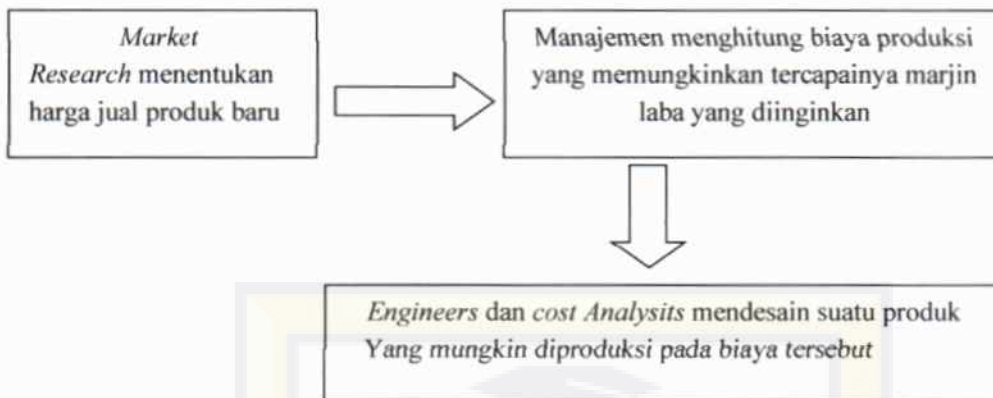 Market
Research menentukan
harga jual produk baru
Manajemen menghitung biaya produksi
yang memungkinkan tercapainya marjin
laba yang diinginkan
Engineers dan cost Analysits mendesain suatu produk
Yang mungkin diproduksi pada biaya tersebut